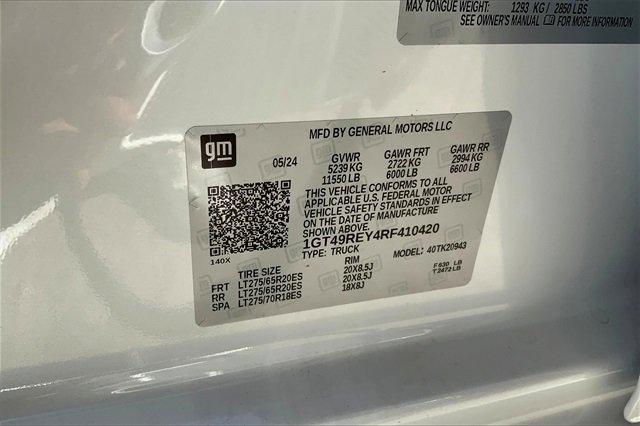 MAX TONGUE WEIGHT: 1293 KG / 2850 LBS
SEE OWNER'S MANUAL FOR MORE INFORMATION
gm
MFD BY GENERAL MOTORS LLC
05/24 GVWR GAWR FRT GAWR RR
5239 KG 2722 KG 2994 KG
11550 LB 6000 LB 6600 LB
THIS VEHICLE CONFORMS TO ALL
APPLICABLE U.S. FEDERAL MOTOR
VEHICLE SAFETY STANDARDS IN EFFECT
ON THE DATE OF MANUFACTURE
SHOWN ABOVE.
1GT49REY4RF410420
140X TYPE: TRUCK MODEL: 40TK20943
TIRE SIZE RIM
FRT LT275/65R20ES 20X8.5J F 630 LB
RR LT275/65R20ES 20X8.5J T 2472 LB
SPA LT275/70R18ES 18X8J